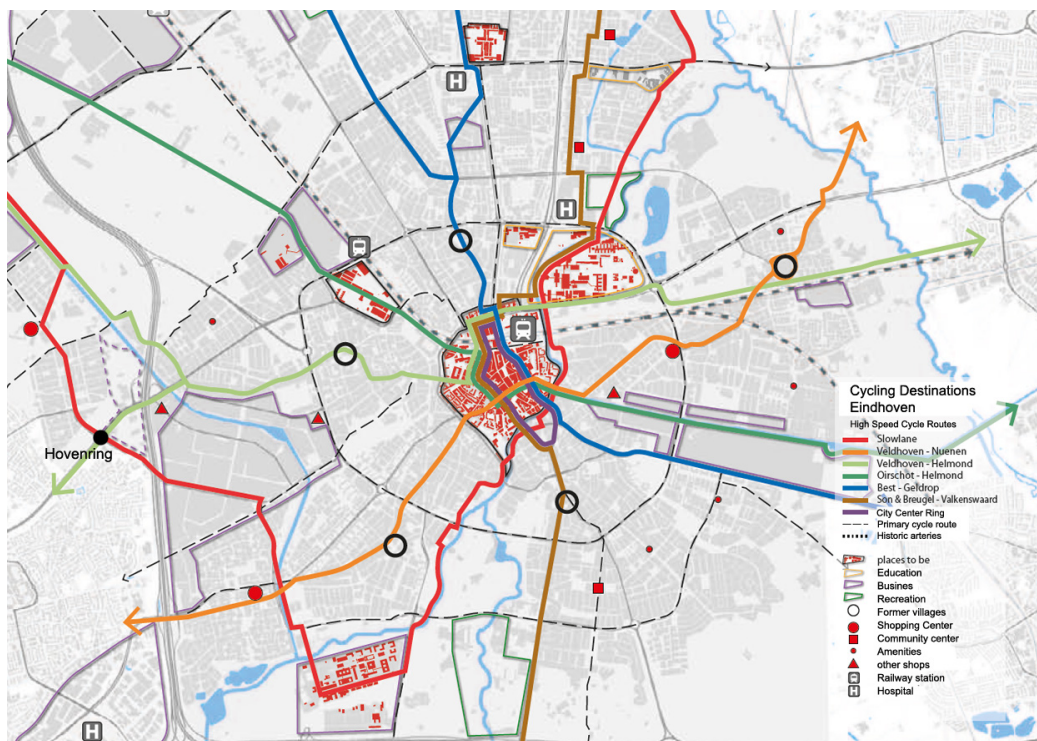 H
H
H
Hovenring
Cycling Destinations
Eindhoven
High Speed Cycle Routes
Slowlane
Veldhoven - Nuenen
Veldhoven - Helmond
Oirschot - Helmond
Best - Geldrop
Son & Breugel - Valkenswaard
City Center Ring
Primary cycle route
Historic arteries
places to be
Education
Busines
Recreation
Former villages
Shopping Center
Community center
Amenities
other shops
Railway station
H Hospital